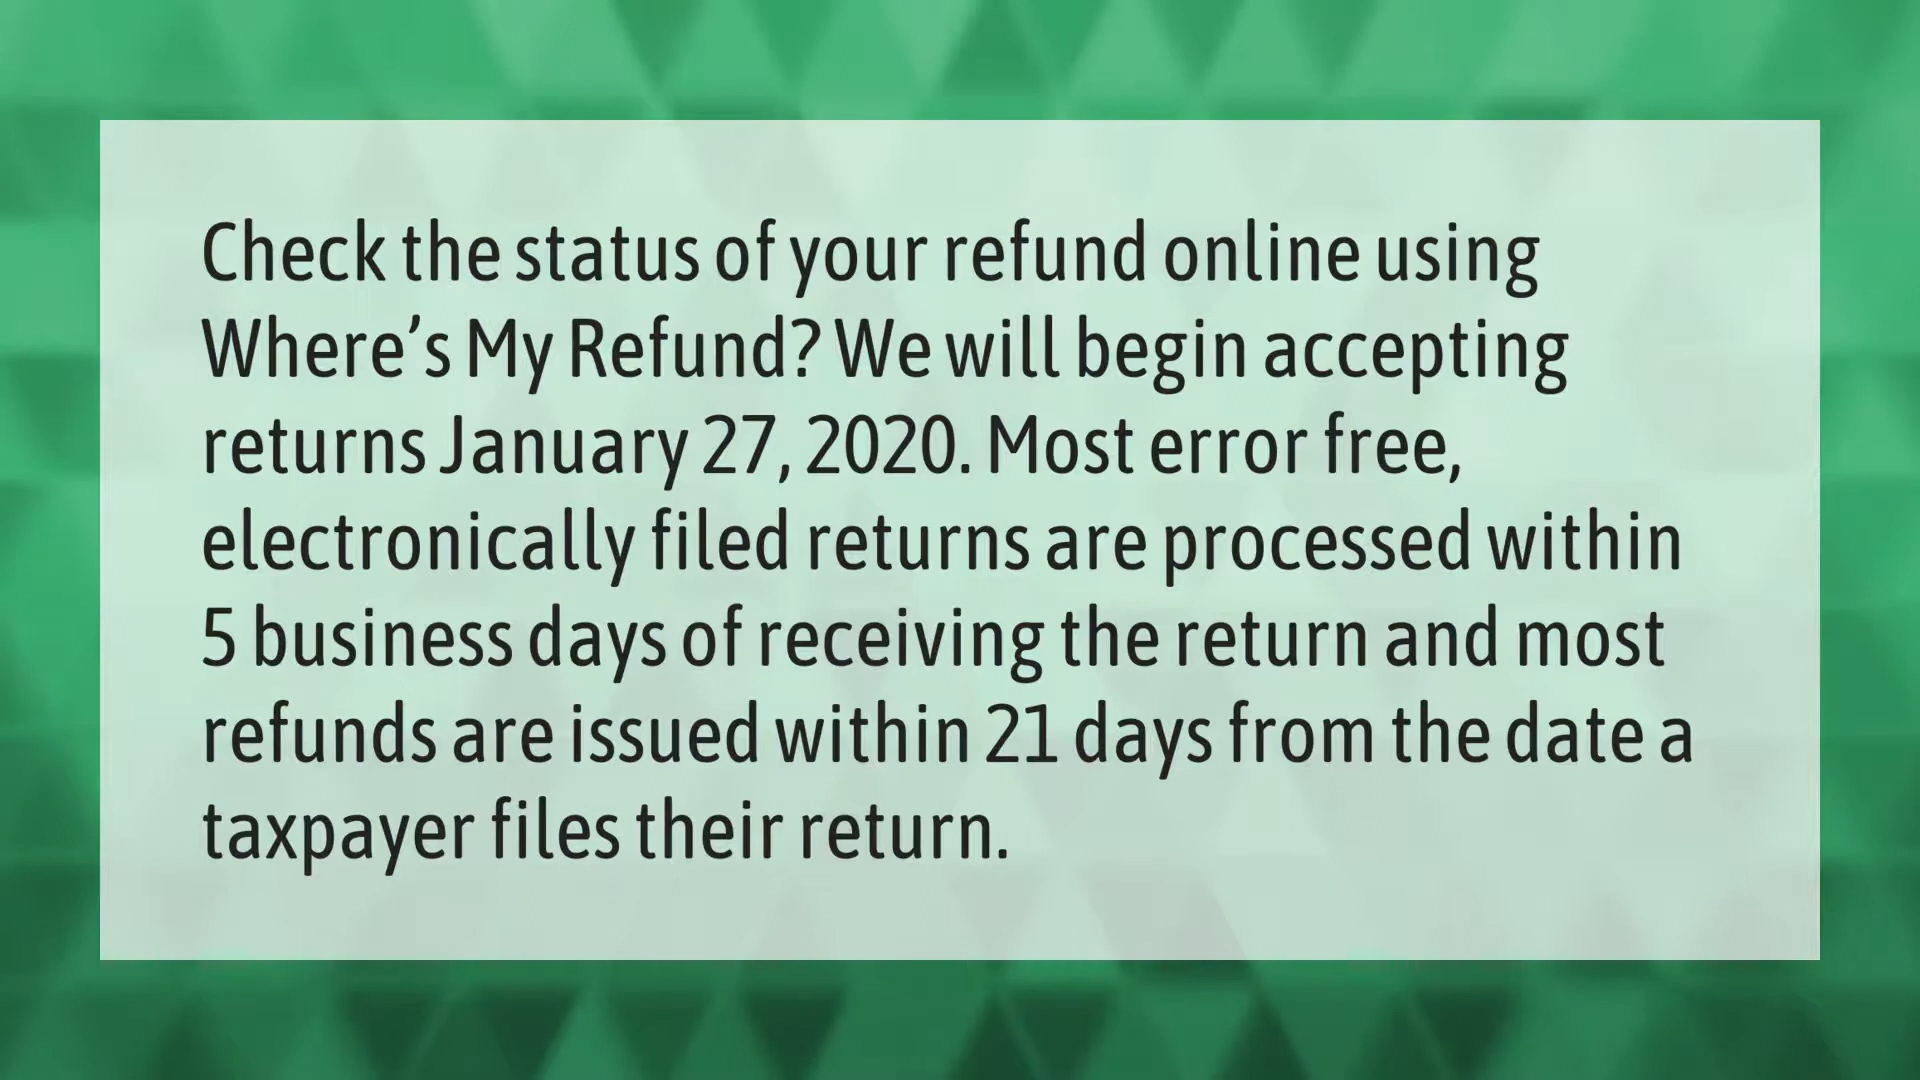 Check the status of your refund online using
Where’s My Refund? We will begin accepting
returns January 27, 2020. Most error free,
electronically filed returns are processed within
5 business days of receiving the return and most
refunds are issued within 21 days from the date a
taxpayer files their return.